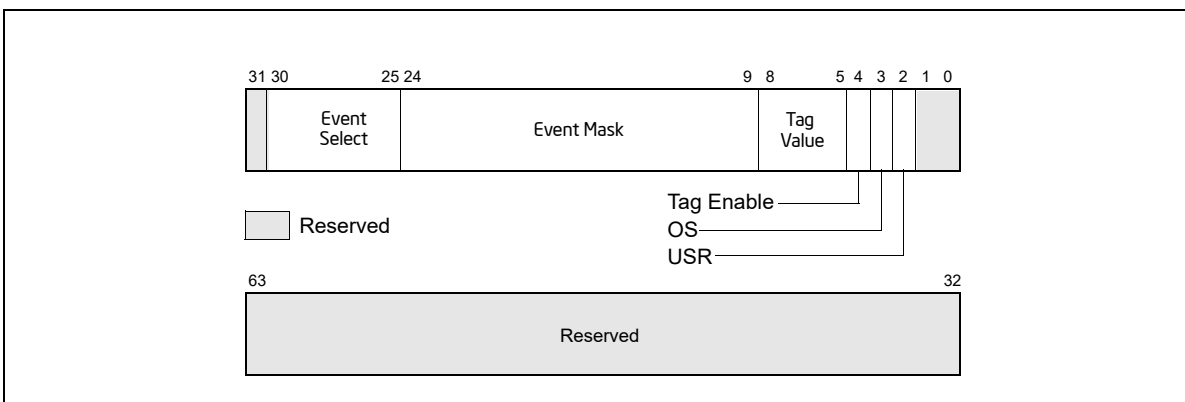 31 30 25 24 9 8 5 4 3 2 1 0
Event
Select
Event Mask
Tag
Value
Tag Enable
Reserved
OS
USR
63 32
Reserved